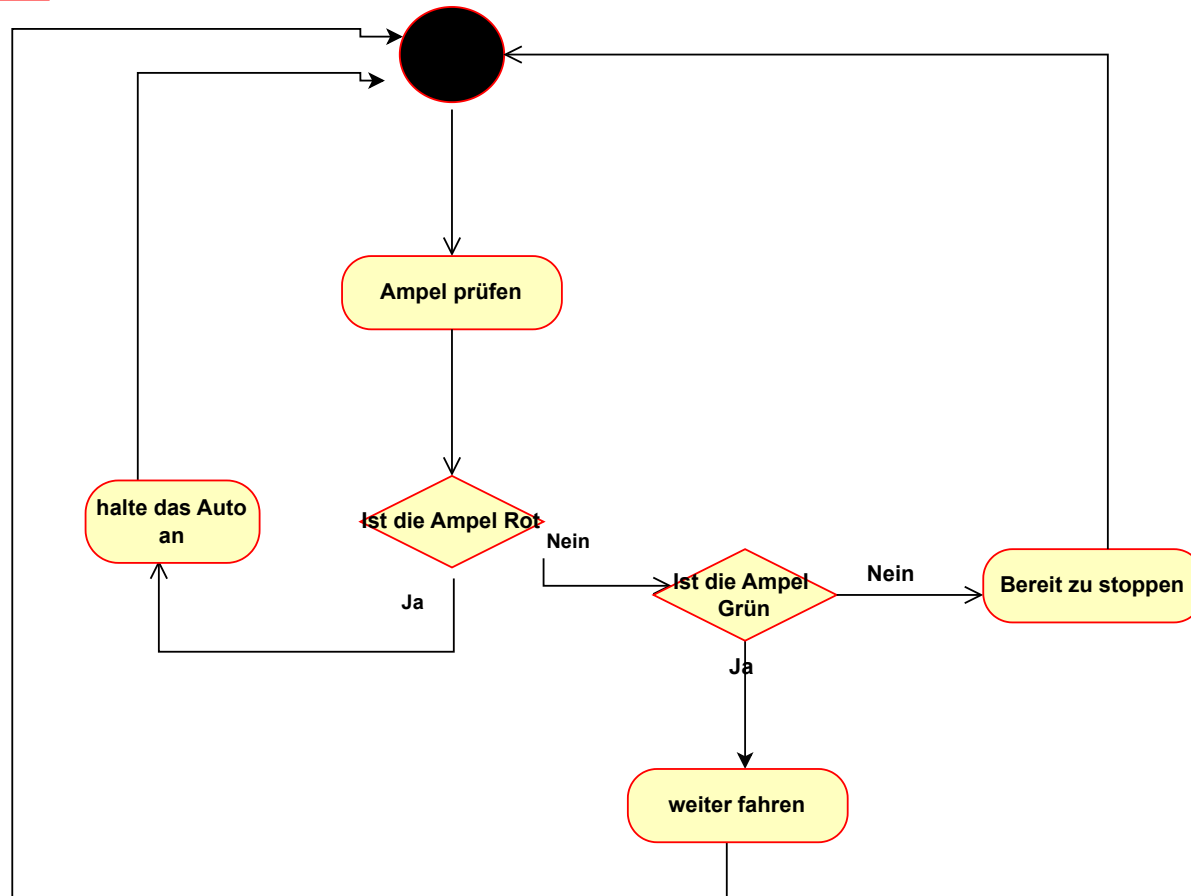 Ampel prüfen
halte das Auto
an
Ist die Ampel Rot
Nein
Ja
Ist die Ampel
Grün
Nein
Bereit zu stoppen
Ja
weiter fahren